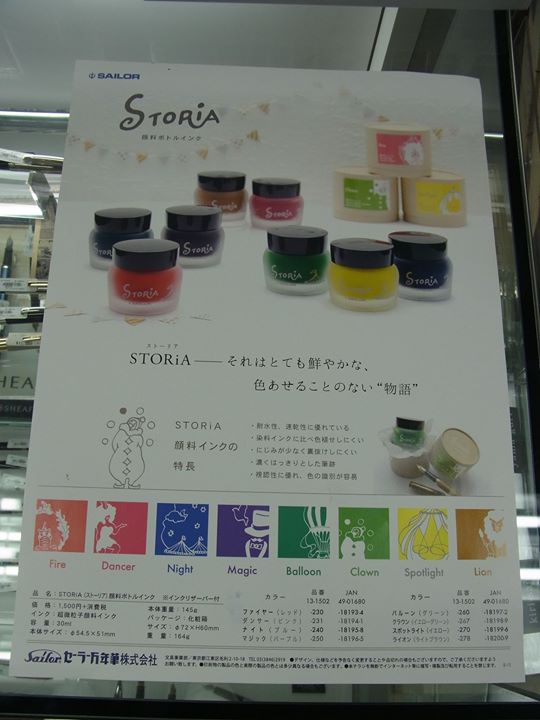 SAILOR
STORiA
顔料ボトルインク
STORiA
STORiA
STORiA
STORiA
ストーリア
STORiA——それはとても鮮やかな、
色あせることのない“物語”
STORiA
顔料インクの
特長
・耐水性、速乾性に優れている
・染料インクに比べ色褪せしにくい
・にじみが少なく裏抜けしにくい
・濃くはっきりとした筆跡
・視認性に優れ、色の識別が容易
Fire Dancer Night Magic Balloon Clown Spotlight Lion
品 名：STORiA (ストーリア)顔料ボトルインク ※インクリザーバー付
価 格：1,500円+消費税
インク：超微粒子顔料インク
容 量：30ml
本体サイズ：φ54.5×51mm
本体重量：145g
パッケージ：化粧箱
サイズ：φ72×H60mm
重 量：164g
カラー 品番 13-1502 JAN 49-01680
ファイヤー(レッド) -230 -18193-4
ダンサー(ピンク) -231 -18194-1
ナイト(ブルー) -240 -18195-8
マジック(パープル) -250 -18196-5
カラー 品番 13-1502 JAN 49-01680
バルーン(グリーン) -260 -18197-2
クラウン(イエローグリーン) -267 -18198-9
スポットライト(イエロー) -270 -18199-6
ライオン(ライトブラウン) -278 -18200-9
Sailor セーラー万年筆株式会社